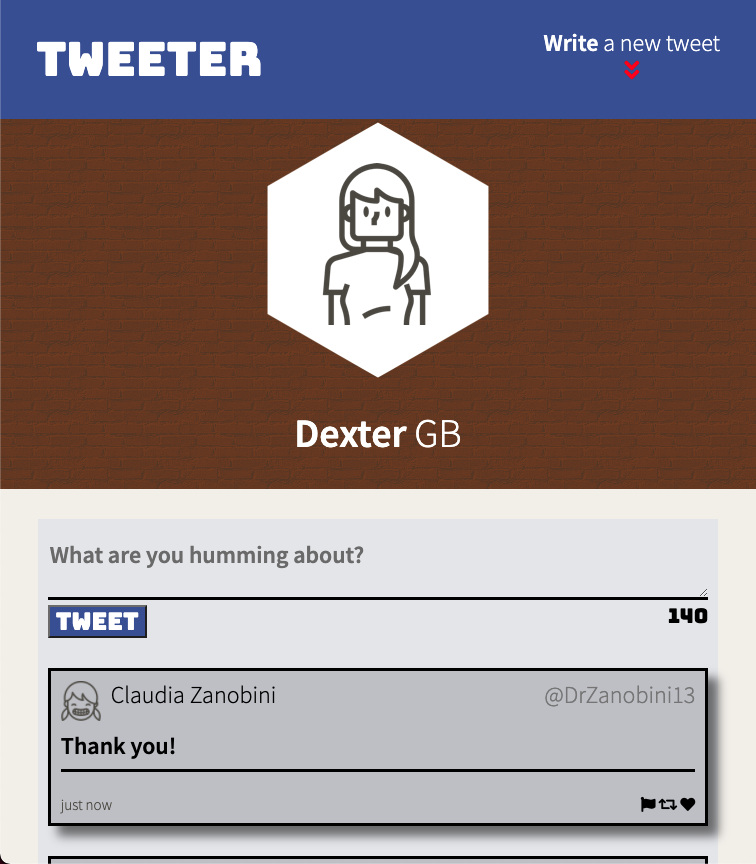 TWEETER
Write a new tweet
Dexter GB
What are you humming about?
TWEET
140
Claudia Zanobini
@DrZanobini13
Thank you!
just now